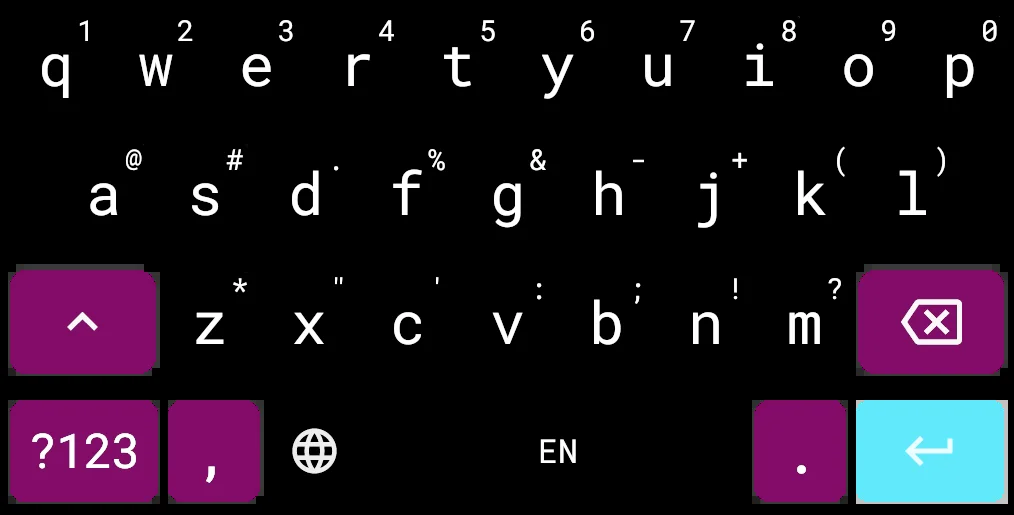 1 2 3 4 5 6 7 8 9 0
q w e r t y u i o p
@ # . % & - + ( )
a s d f g h j k l
* " ' : ; ! ?
z x c v b n m
?123 , EN .